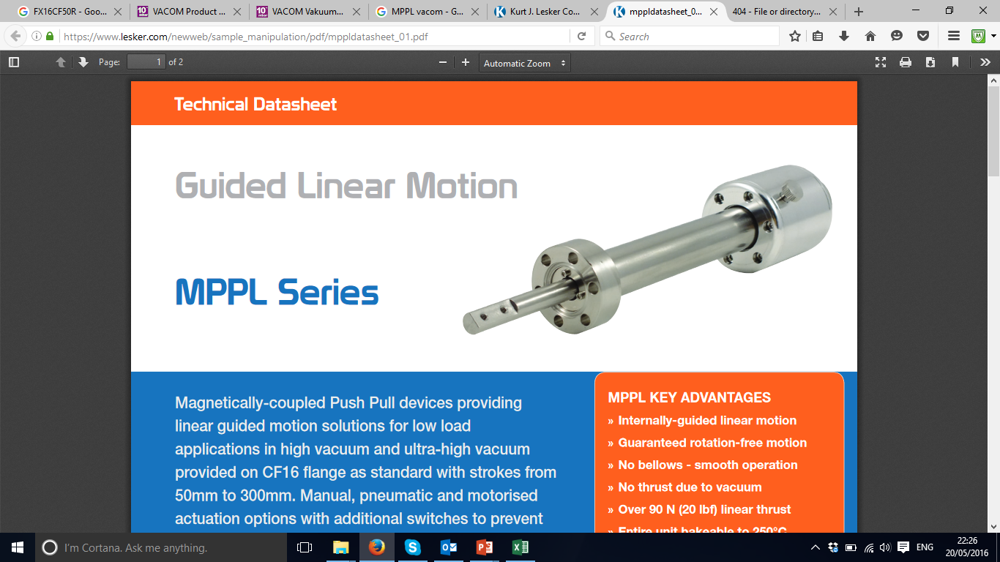 FX16CF50R - Goo...
VACOM Product ...
VACOM Vakuum...
MPPL vacom - G...
Kurt J. Lesker Co...
mppldatasheet_0...
404 - File or directory...
https://www.lesker.com/newweb/sample_manipulation/pdf/mppldatasheet_01.pdf
Search
Page: 1 of 2
Automatic Zoom
Technical Datasheet
Guided Linear Motion
MPPL Series
Magnetically-coupled Push Pull devices providing
linear guided motion solutions for low load
applications in high vacuum and ultra-high vacuum
provided on CF16 flange as standard with strokes from
50mm to 300mm. Manual, pneumatic and motorised
actuation options with additional switches to prevent
MPPL KEY ADVANTAGES
» Internally-guided linear motion
» Guaranteed rotation-free motion
» No bellows - smooth operation
» No thrust due to vacuum
» Over 90 N (20 lbf) linear thrust
» Entire unit bakeable to 250°C
I'm Cortana. Ask me anything.
ENG
22:26
20/05/2016